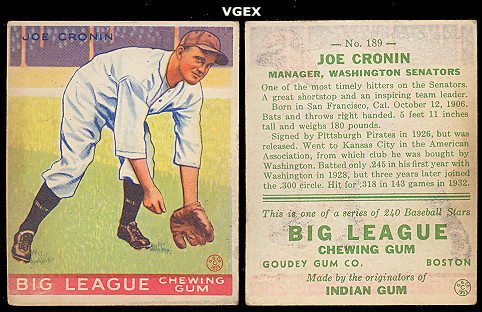 VGEX
JOE CRONIN
BIG LEAGUE CHEWING GUM
— No. 189 —
JOE CRONIN
MANAGER, WASHINGTON SENATORS
One of the most timely hitters on the Senators.
A great shortstop and an inspiring team leader.
Born in San Francisco, Cal. October 12, 1906.
Bats and throws right handed. 5 feet 11 inches
tall and weighs 180 pounds.
Signed by Pittsburgh Pirates in 1926, but was
released. Went to Kansas City in the American
Association, from which club he was bought by
Washington. Batted only .245 in his first year with
Washington in 1928, but three years later joined
the .300 circle. Hit for .318 in 143 games in 1932.
This is one of a series of 240 Baseball Stars
BIG LEAGUE
CHEWING GUM
GOUDEY GUM CO. BOSTON
Made by the originators of
INDIAN GUM